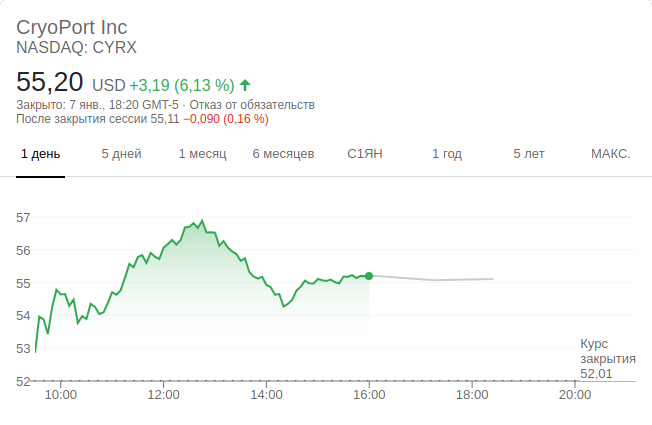 CryoPort Inc
NASDAQ: CYRX
55,20 USD +3,19 (6,13 %)
Закрыто: 7 янв., 18:20 GMT-5 · Отказ от обязательств
После закрытия сессии 55,11 −0,090 (0,16 %)
1 день 5 дней 1 месяц 6 месяцев С1ЯН 1 год 5 лет МАКС.
57
56
55
54
53
Курс
закрытия
52,01
52
10:00 12:00 14:00 16:00 18:00 20:00